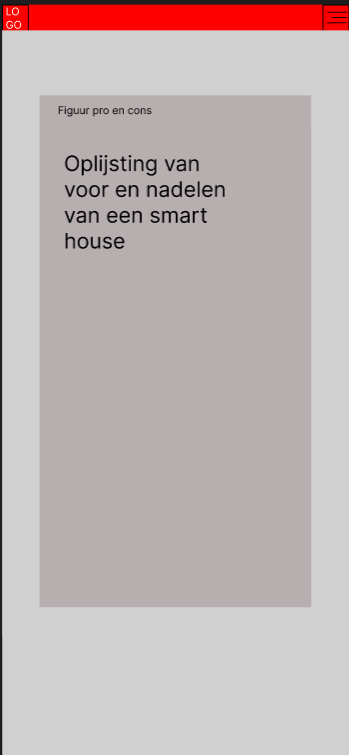 LO
GO
Figuur pro en cons
Oplijsting van
voor en nadelen
van een smart
house